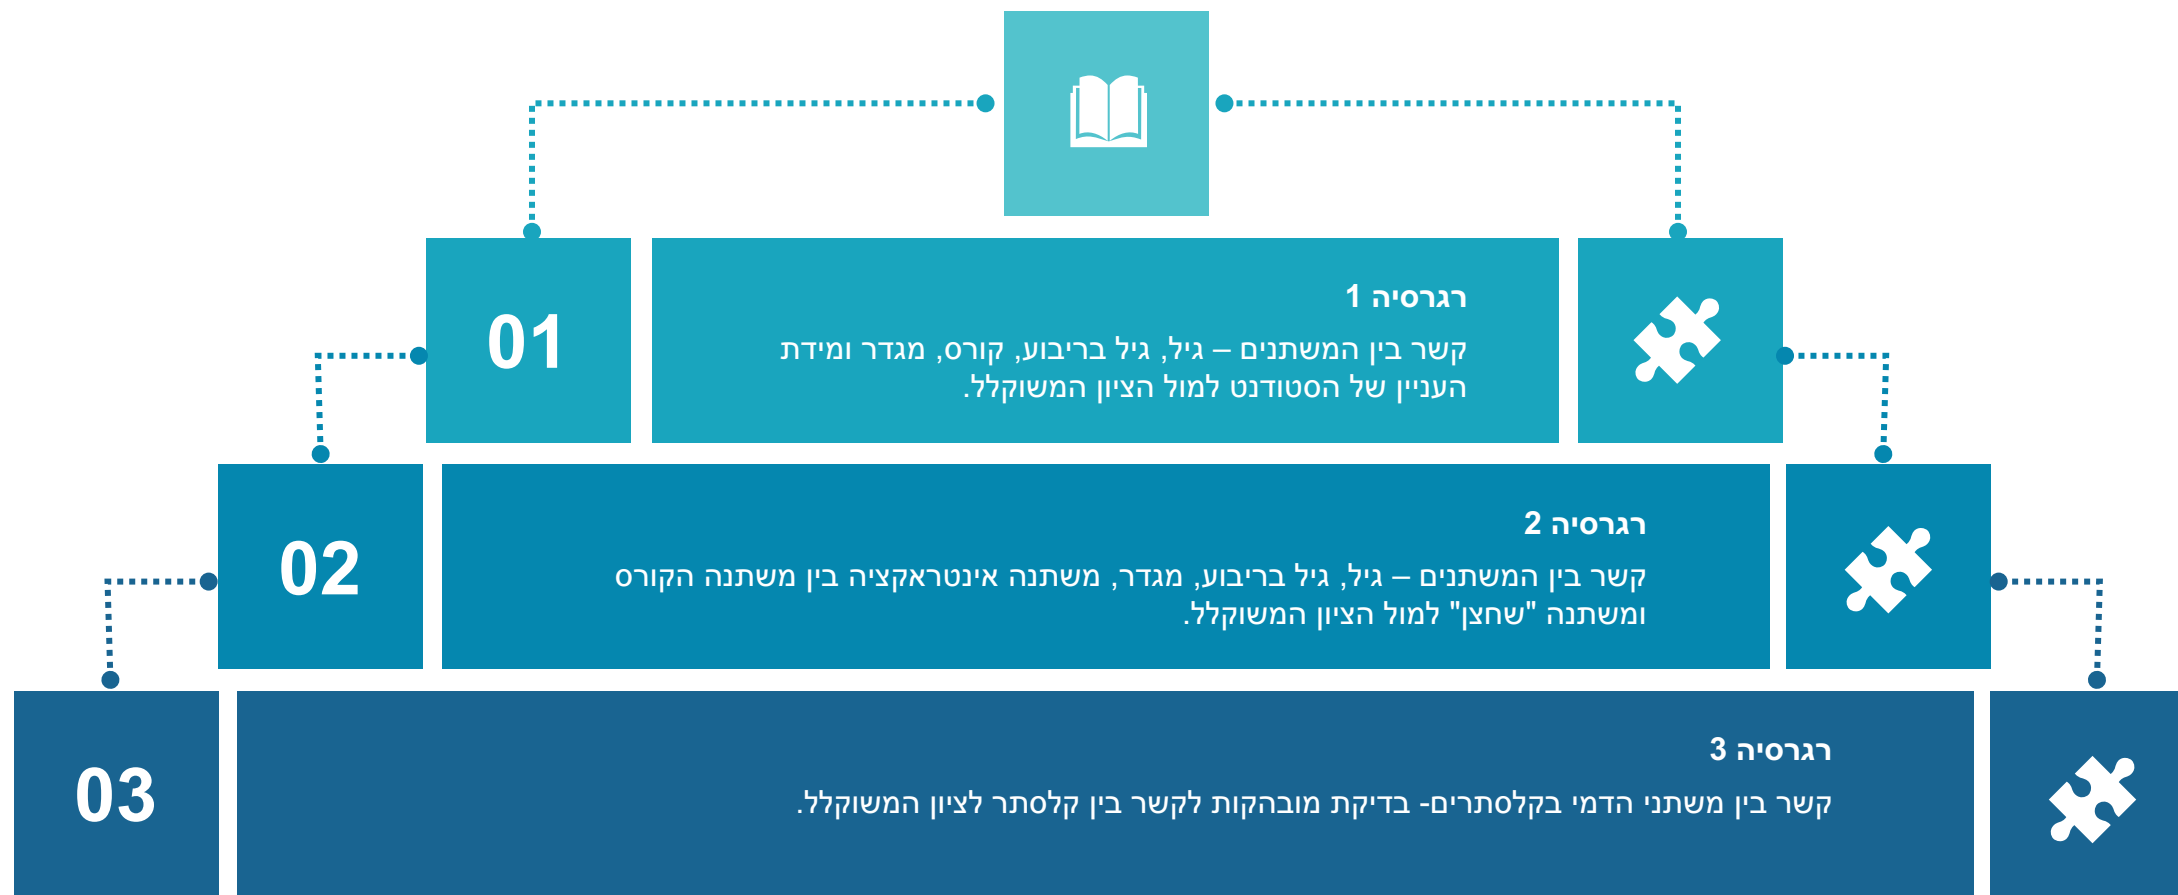 01
רגרסיה 1
קשר בין המשתנים – גיל, גיל בריבוע, קורס, מגדר ומידת
העניין של הסטודנט למול הציון המשוקלל.
02
רגרסיה 2
קשר בין המשתנים – גיל, גיל בריבוע, מגדר, משתנה אינטראקציה בין משתנה הקורס
ומשתנה "שחצן" למול הציון המשוקלל.
03
רגרסיה 3
קשר בין משתני הדמי בקלסתרים- בדיקת מובהקות לקשר בין קלסתר לציון המשוקלל.